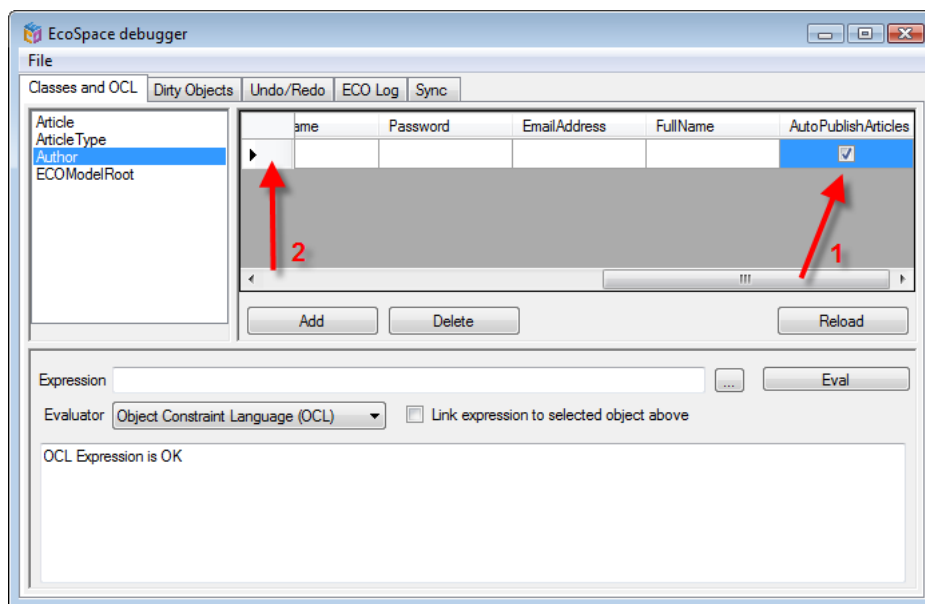 EcoSpace debugger
File
Classes and OCL Dirty Objects Undo/Redo ECO Log Sync
Article
ArticleType
Author
ECOModelRoot
ame Password EmailAddress FullName AutoPublishArticles
2
1
Add Delete Reload
Expression ... Eval
Evaluator Object Constraint Language (OCL) Link expression to selected object above
OCL Expression is OK